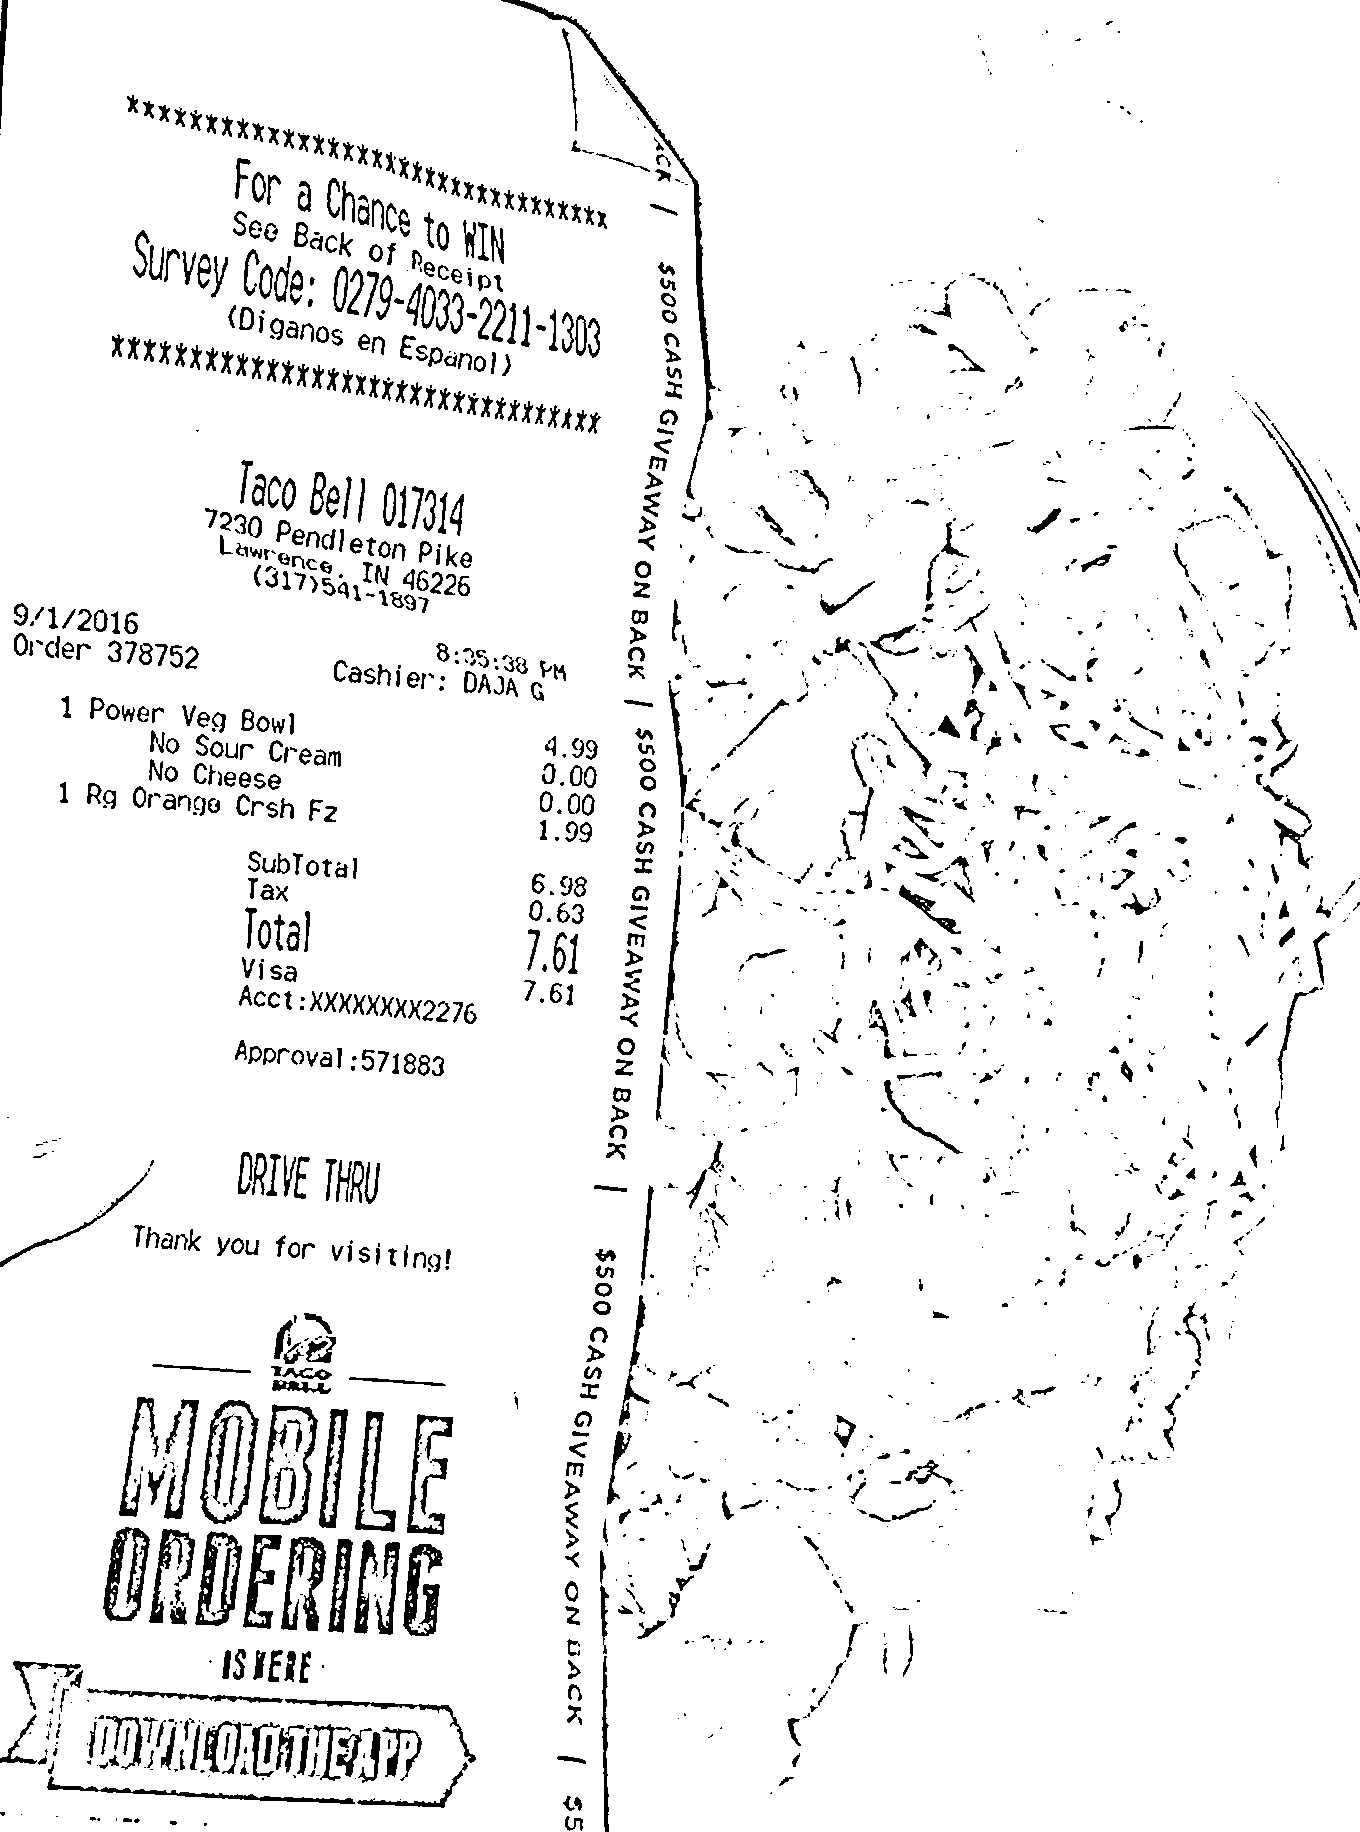 *******************************
For a Chance to WIN
See Back of Receipt
Survey Code: 0279-4033-2211-1303
(Diganos en Espanol)
********************************
Taco Bell 017314
7230 Pendleton Pike
Lawrence, IN 46226
(317)541-1897
9/1/2016 8:35:38 PM
Order 378752 Cashier: DAJA G
1 Power Veg Bowl 4.99
No Sour Cream 0.00
No Cheese 0.00
1 Rg Orange Crsh Fz 1.99
SubTotal 6.98
Tax 0.63
Total 7.61
Visa 7.61
Acct:XXXXXXXX2276
Approval:571883
DRIVE THRU
Thank you for visiting!
TACO
BELL
MOBILE
ORDERING
IS HERE
DOWNLOAD THE APP
ACK | $500 CASH GIVEAWAY ON BACK | $500 CASH GIVEAWAY ON BACK | $500 CASH GIVEAWAY ON BACK | $5